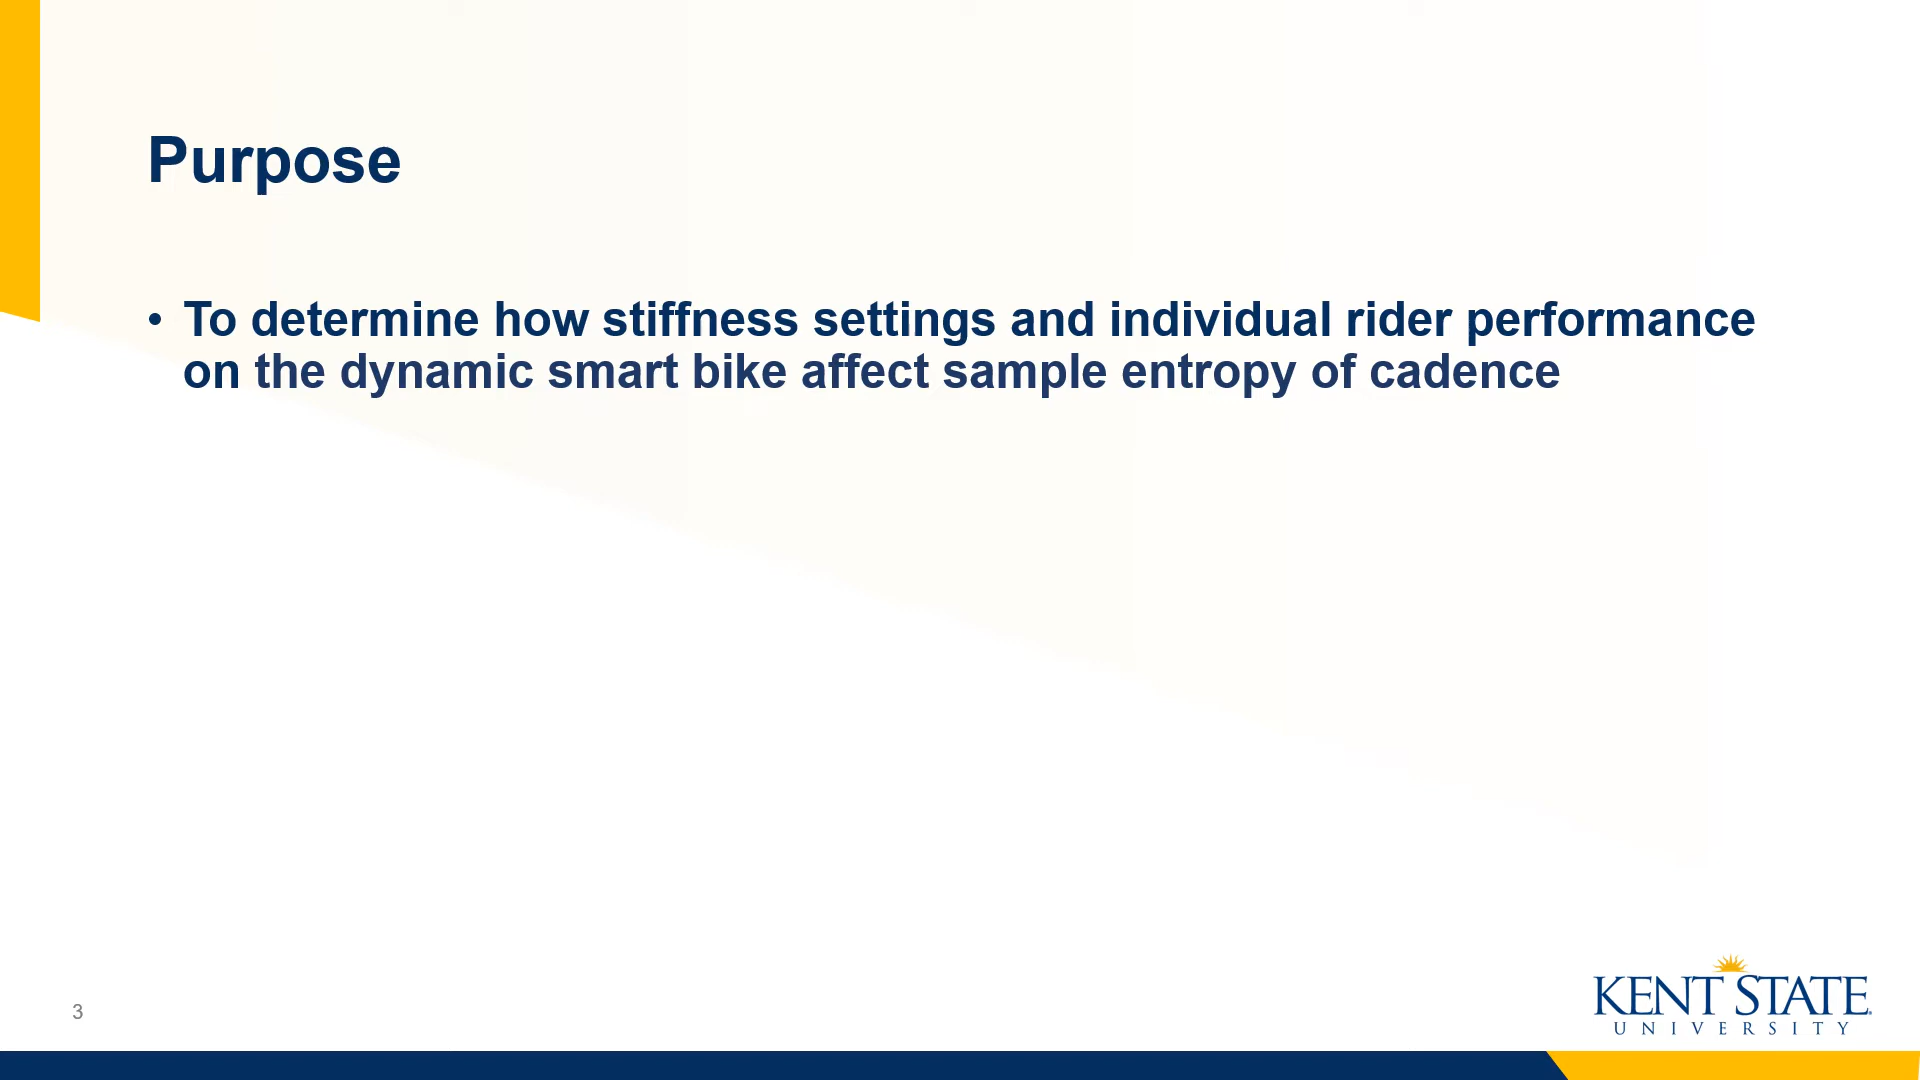 Purpose
• To determine how stiffness settings and individual rider performance
on the dynamic smart bike affect sample entropy of cadence
3
KENT STATE
UNIVERSITY